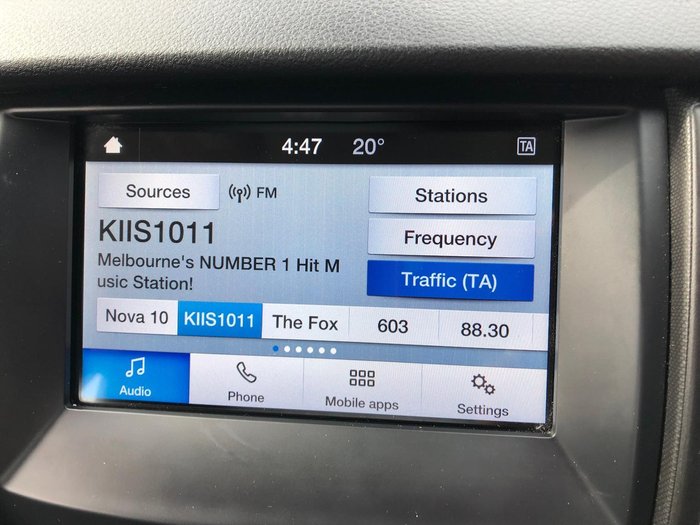 4:47 20° TA
Sources FM Stations
KIIS1011
Frequency
Melbourne's NUMBER 1 Hit M
usic Station!
Traffic (TA)
Nova 10 KIIS1011 The Fox 603 88.30
Audio Phone Mobile apps Settings